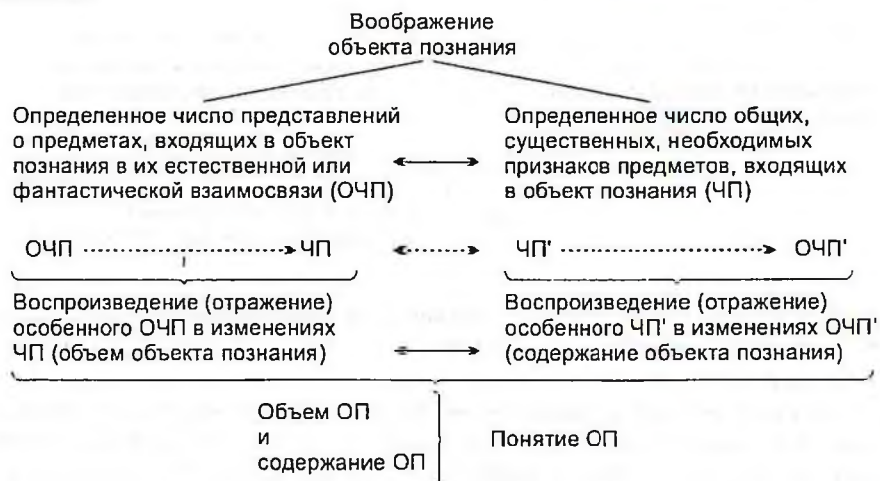 Воображение
объекта познания
Определенное число представлений
о предметах, входящих в объект
познания в их естественной или
фантастической взаимосвязи (ОЧП)
Определенное число общих,
существенных, необходимых
признаков предметов, входящих
в объект познания (ЧП)
ОЧП ЧП ЧП' ОЧП'
Воспроизведение (отражение)
особенного ОЧП в изменениях
ЧП (объем объекта познания)
Воспроизведение (отражение)
особенного ЧП' в изменениях ОЧП'
(содержание объекта познания)
Объем ОП
и
содержание ОП
Понятие ОП